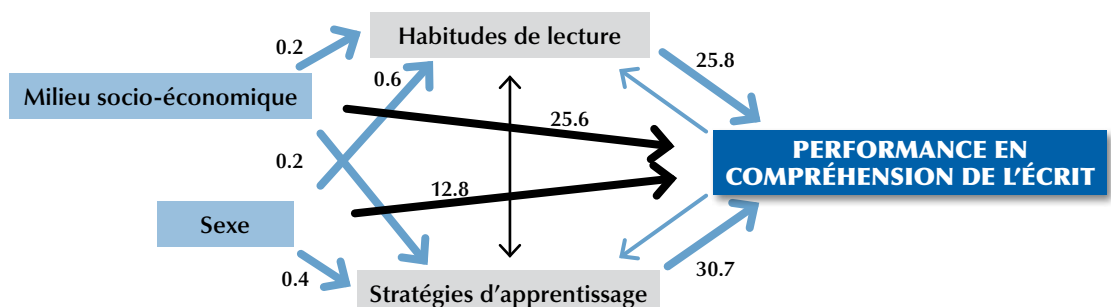 Habitudes de lecture
0.2
25.8
0.6
Milieu socio-économique
25.6
PERFORMANCE EN
COMPRÉHENSION DE L'ÉCRIT
0.2
12.8
Sexe
0.4
30.7
Stratégies d'apprentissage